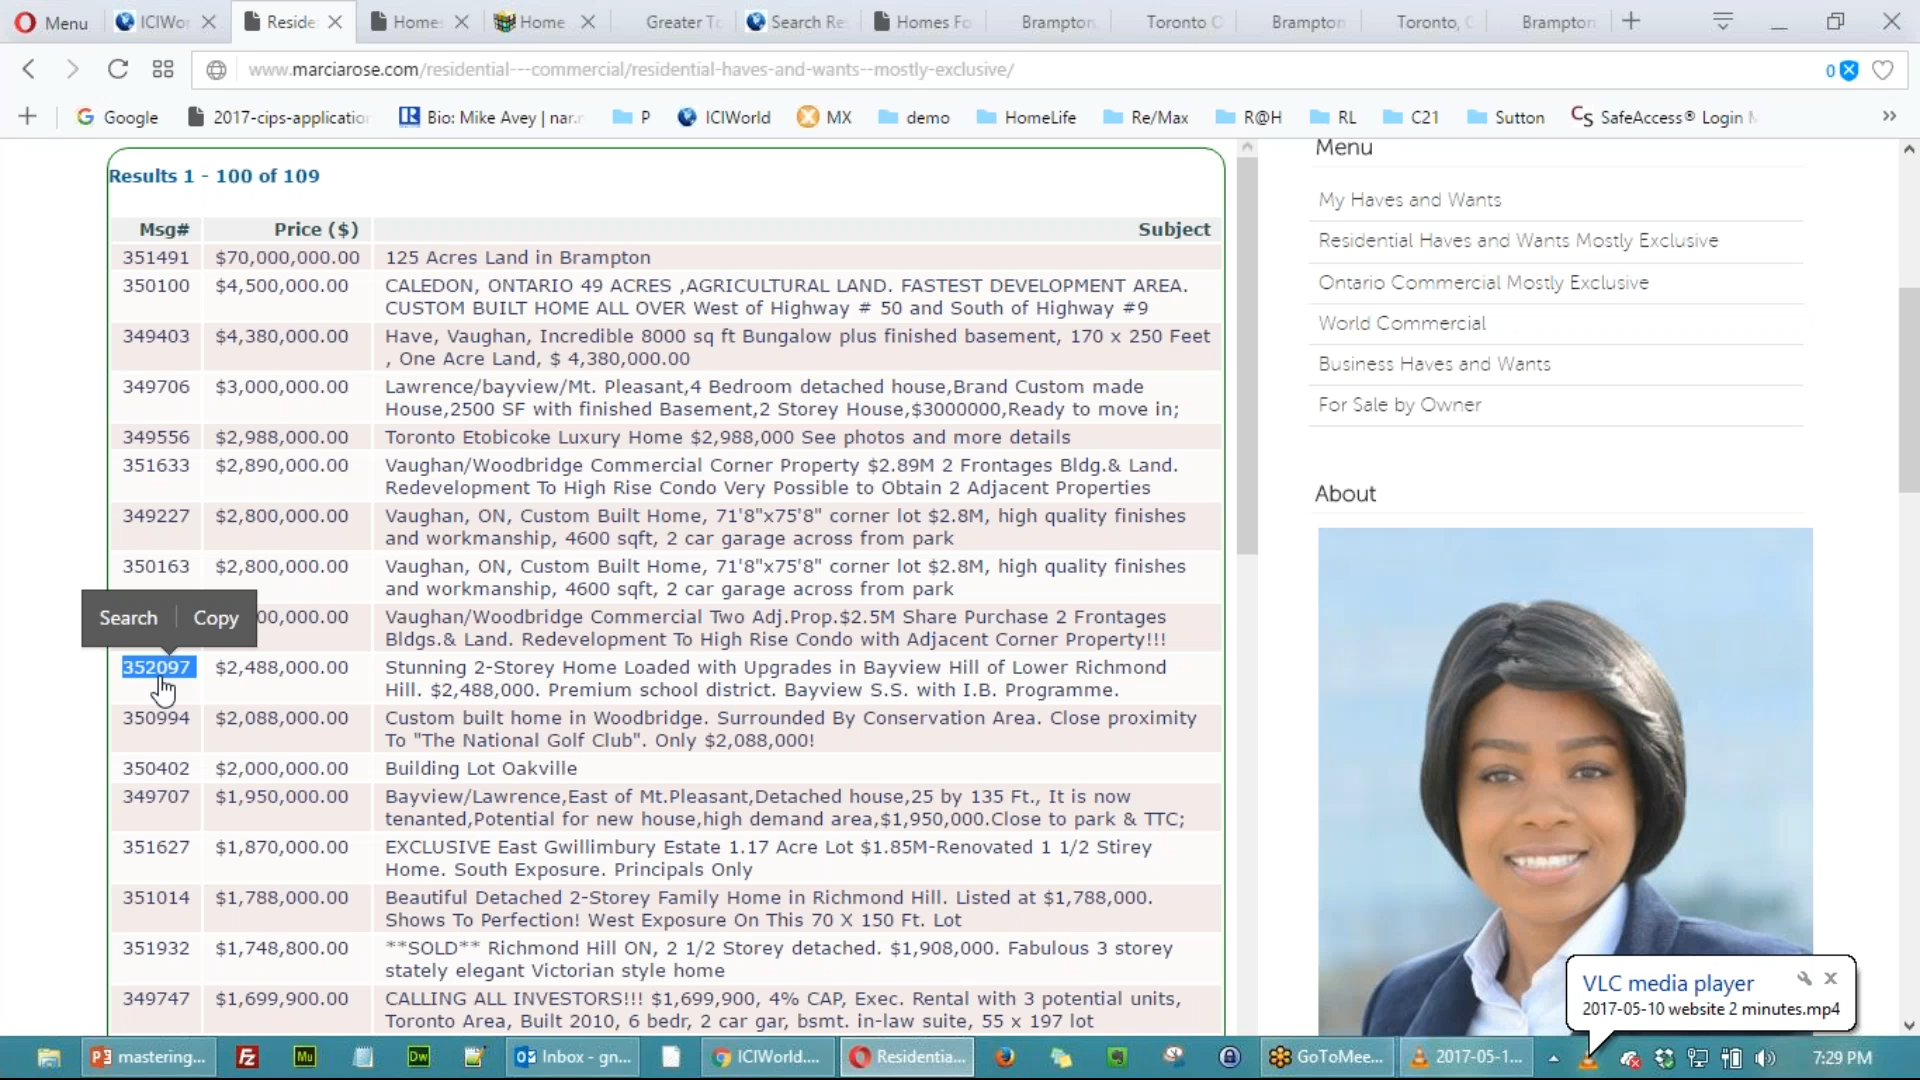 Menu
ICIWor
Reside
Home
Home
Greater To
Search Re
Homes Fo
Brampton
Toronto O
Brampton
Toronto,
Brampton
www.marciarose.com/residential---commercial/residential-haves-and-wants--mostly-exclusive/
0
Google
2017-cips-application
Bio: Mike Avey | nar.r
P
ICIWorld
MX
demo
HomeLife
Re/Max
R@H
RL
C21
Sutton
SafeAccess® Login
»
Results 1 - 100 of 109
Msg# Price ($) Subject
351491 $70,000,000.00 125 Acres Land in Brampton
350100 $4,500,000.00 CALEDON, ONTARIO 49 ACRES ,AGRICULTURAL LAND. FASTEST DEVELOPMENT AREA.
CUSTOM BUILT HOME ALL OVER West of Highway # 50 and South of Highway #9
349403 $4,380,000.00 Have, Vaughan, Incredible 8000 sq ft Bungalow plus finished basement, 170 x 250 Feet
, One Acre Land, $ 4,380,000.00
349706 $3,000,000.00 Lawrence/bayview/Mt. Pleasant,4 Bedroom detached house,Brand Custom made
House,2500 SF with finished Basement,2 Storey House,$3000000,Ready to move in;
349556 $2,988,000.00 Toronto Etobicoke Luxury Home $2,988,000 See photos and more details
351633 $2,890,000.00 Vaughan/Woodbridge Commercial Corner Property $2.89M 2 Frontages Bldg.& Land.
Redevelopment To High Rise Condo Very Possible to Obtain 2 Adjacent Properties
349227 $2,800,000.00 Vaughan, ON, Custom Built Home, 71'8"x75'8" corner lot $2.8M, high quality finishes
and workmanship, 4600 sqft, 2 car garage across from park
350163 $2,800,000.00 Vaughan, ON, Custom Built Home, 71'8"x75'8" corner lot $2.8M, high quality finishes
and workmanship, 4600 sqft, 2 car garage across from park
Search Copy
00,000.00 Vaughan/Woodbridge Commercial Two Adj.Prop.$2.5M Share Purchase 2 Frontages
Bldgs.& Land. Redevelopment To High Rise Condo with Adjacent Corner Property!!!
352097 $2,488,000.00 Stunning 2-Storey Home Loaded with Upgrades in Bayview Hill of Lower Richmond
Hill. $2,488,000. Premium school district. Bayview S.S. with I.B. Programme.
350994 $2,088,000.00 Custom built home in Woodbridge. Surrounded By Conservation Area. Close proximity
To "The National Golf Club". Only $2,088,000!
350402 $2,000,000.00 Building Lot Oakville
349707 $1,950,000.00 Bayview/Lawrence,East of Mt.Pleasant,Detached house,25 by 135 Ft., It is now
tenanted,Potential for new house,high demand area,$1,950,000.Close to park & TTC;
351627 $1,870,000.00 EXCLUSIVE East Gwillimbury Estate 1.17 Acre Lot $1.85M-Renovated 1 1/2 Stirey
Home. South Exposure. Principals Only
351014 $1,788,000.00 Beautiful Detached 2-Storey Family Home in Richmond Hill. Listed at $1,788,000.
Shows To Perfection! West Exposure On This 70 X 150 Ft. Lot
351932 $1,748,800.00 **SOLD** Richmond Hill ON, 2 1/2 Storey detached. $1,908,000. Fabulous 3 storey
stately elegant Victorian style home
349747 $1,699,900.00 CALLING ALL INVESTORS!!! $1,699,900, 4% CAP, Exec. Rental with 3 potential units,
Toronto Area, Built 2010, 6 bedr, 2 car gar, bsmt. in-law suite, 55 x 197 lot
Menu
My Haves and Wants
Residential Haves and Wants Mostly Exclusive
Ontario Commercial Mostly Exclusive
World Commercial
Business Haves and Wants
For Sale by Owner
About
VLC media player
2017-05-10 website 2 minutes.mp4
mastering...
Fz
Mu
Dw
Inbox - gn...
ICIWorld....
Residentia...
GoToMee...
2017-05-1...
7:29 PM